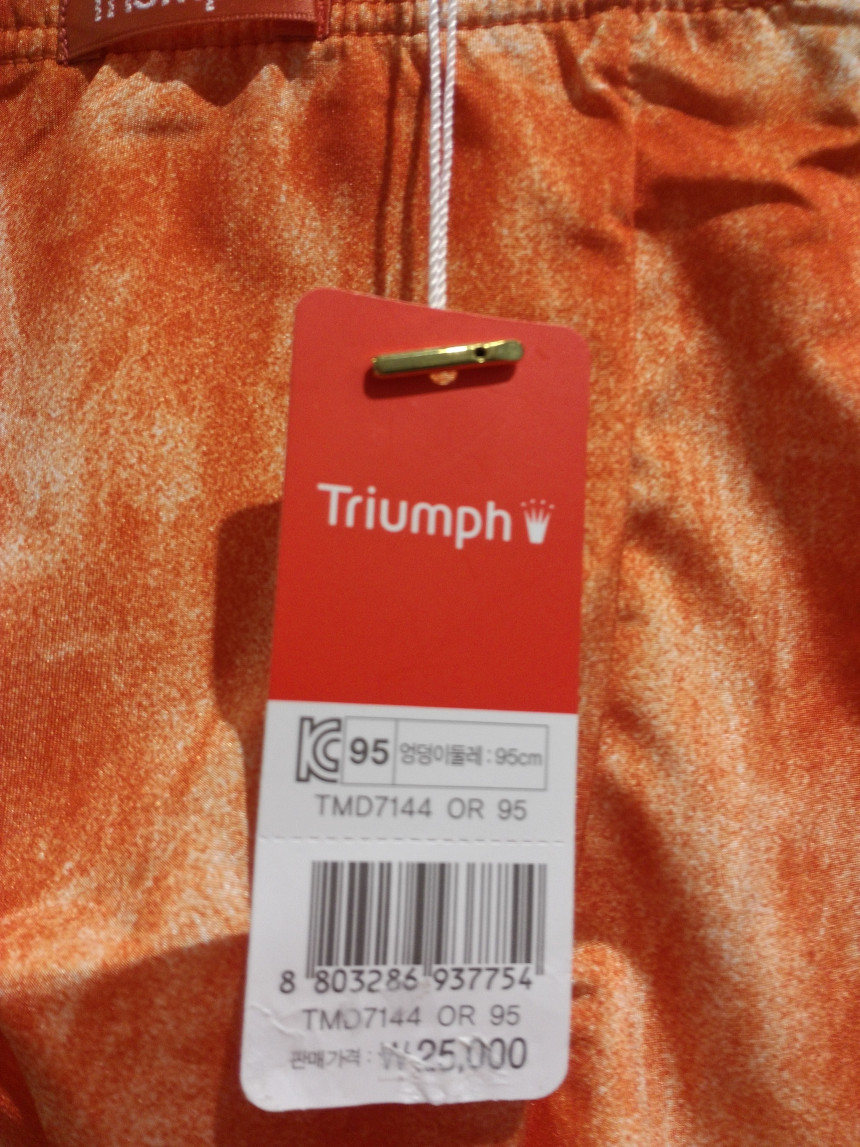 Triumph
KC 95 엉덩이둘레 : 95cm
TMD7144 OR 95
8 803286 937754
TMD7144 OR 95
판매가격 : ₩25,000